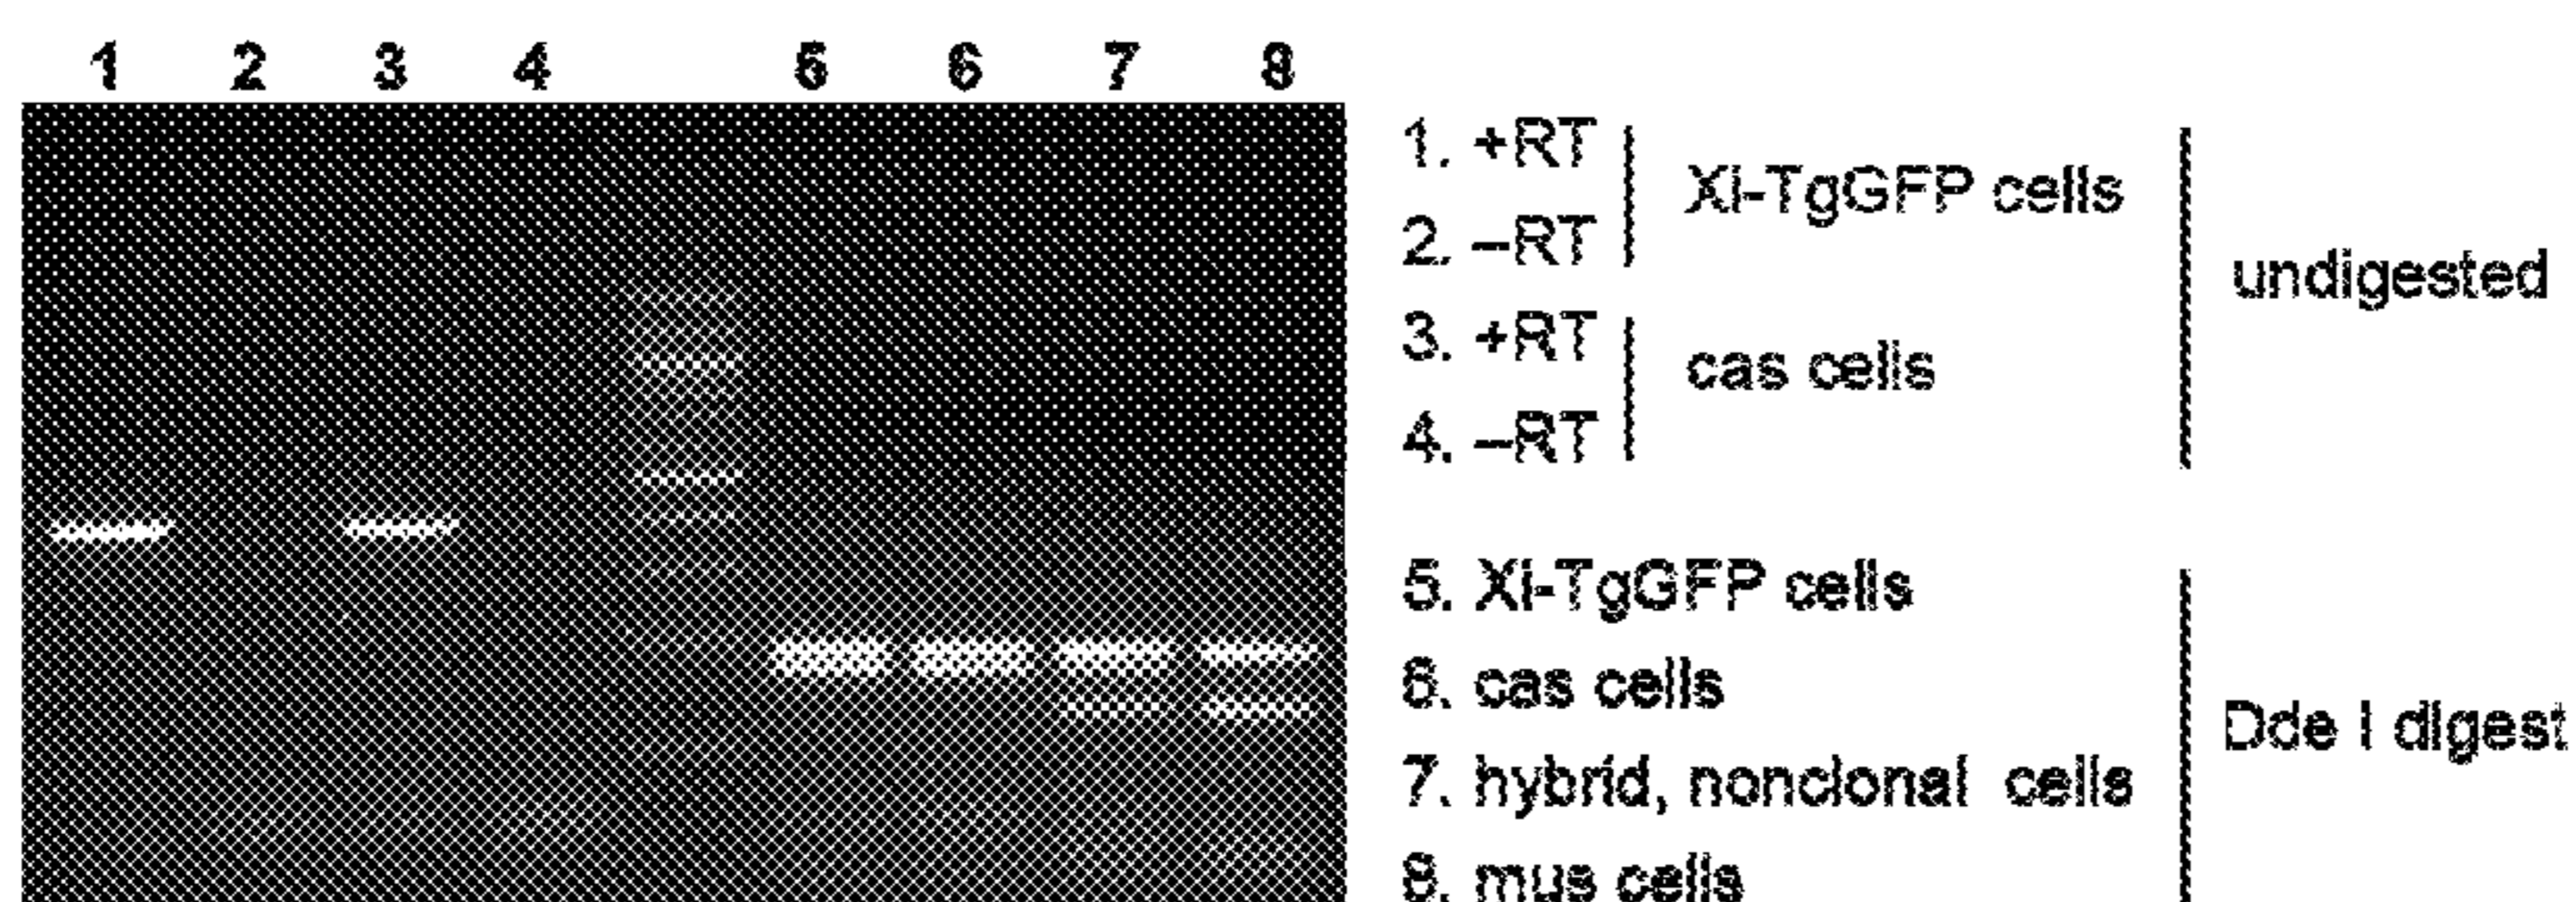 1 2 3 4 5 6 7 8
1. +RT
2. –RT
Xi-TgGFP cells
3. +RT
4. –RT
cas cells
undigested
5. Xi-TgGFP cells
6. cas cells
7. hybrid, nonclonal cells
8. mus cells
Dde I digest